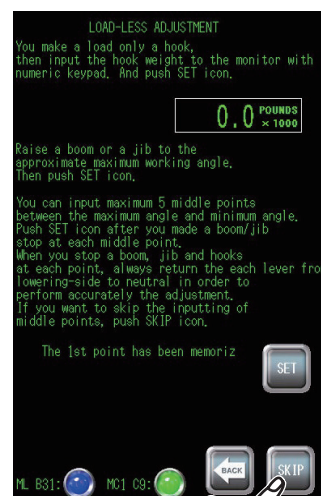 LOAD-LESS ADJUSTMENT
You make a load only a hook,
then input the hook weight to the monitor with
numeric keypad. And push SET icon.
0.0 POUNDS
× 1000
Raise a boom or a jib to the
approximate maximum working angle.
Then push SET icon.
You can input maximum 5 middle points
between the maximum angle and minimum angle.
Push SET icon after you made a boom/jib
stop at each middle point.
When you stop a boom, jib and hooks
at each point, always return the each lever fro
lowering-side to neutral in order to
perform accurately the adjustment.
If you want to skip the inputting of
middle points, push SKIP icon.
The 1st point has been memoriz
SET
BACK
SKIP
ML B31:
MC1 C9: